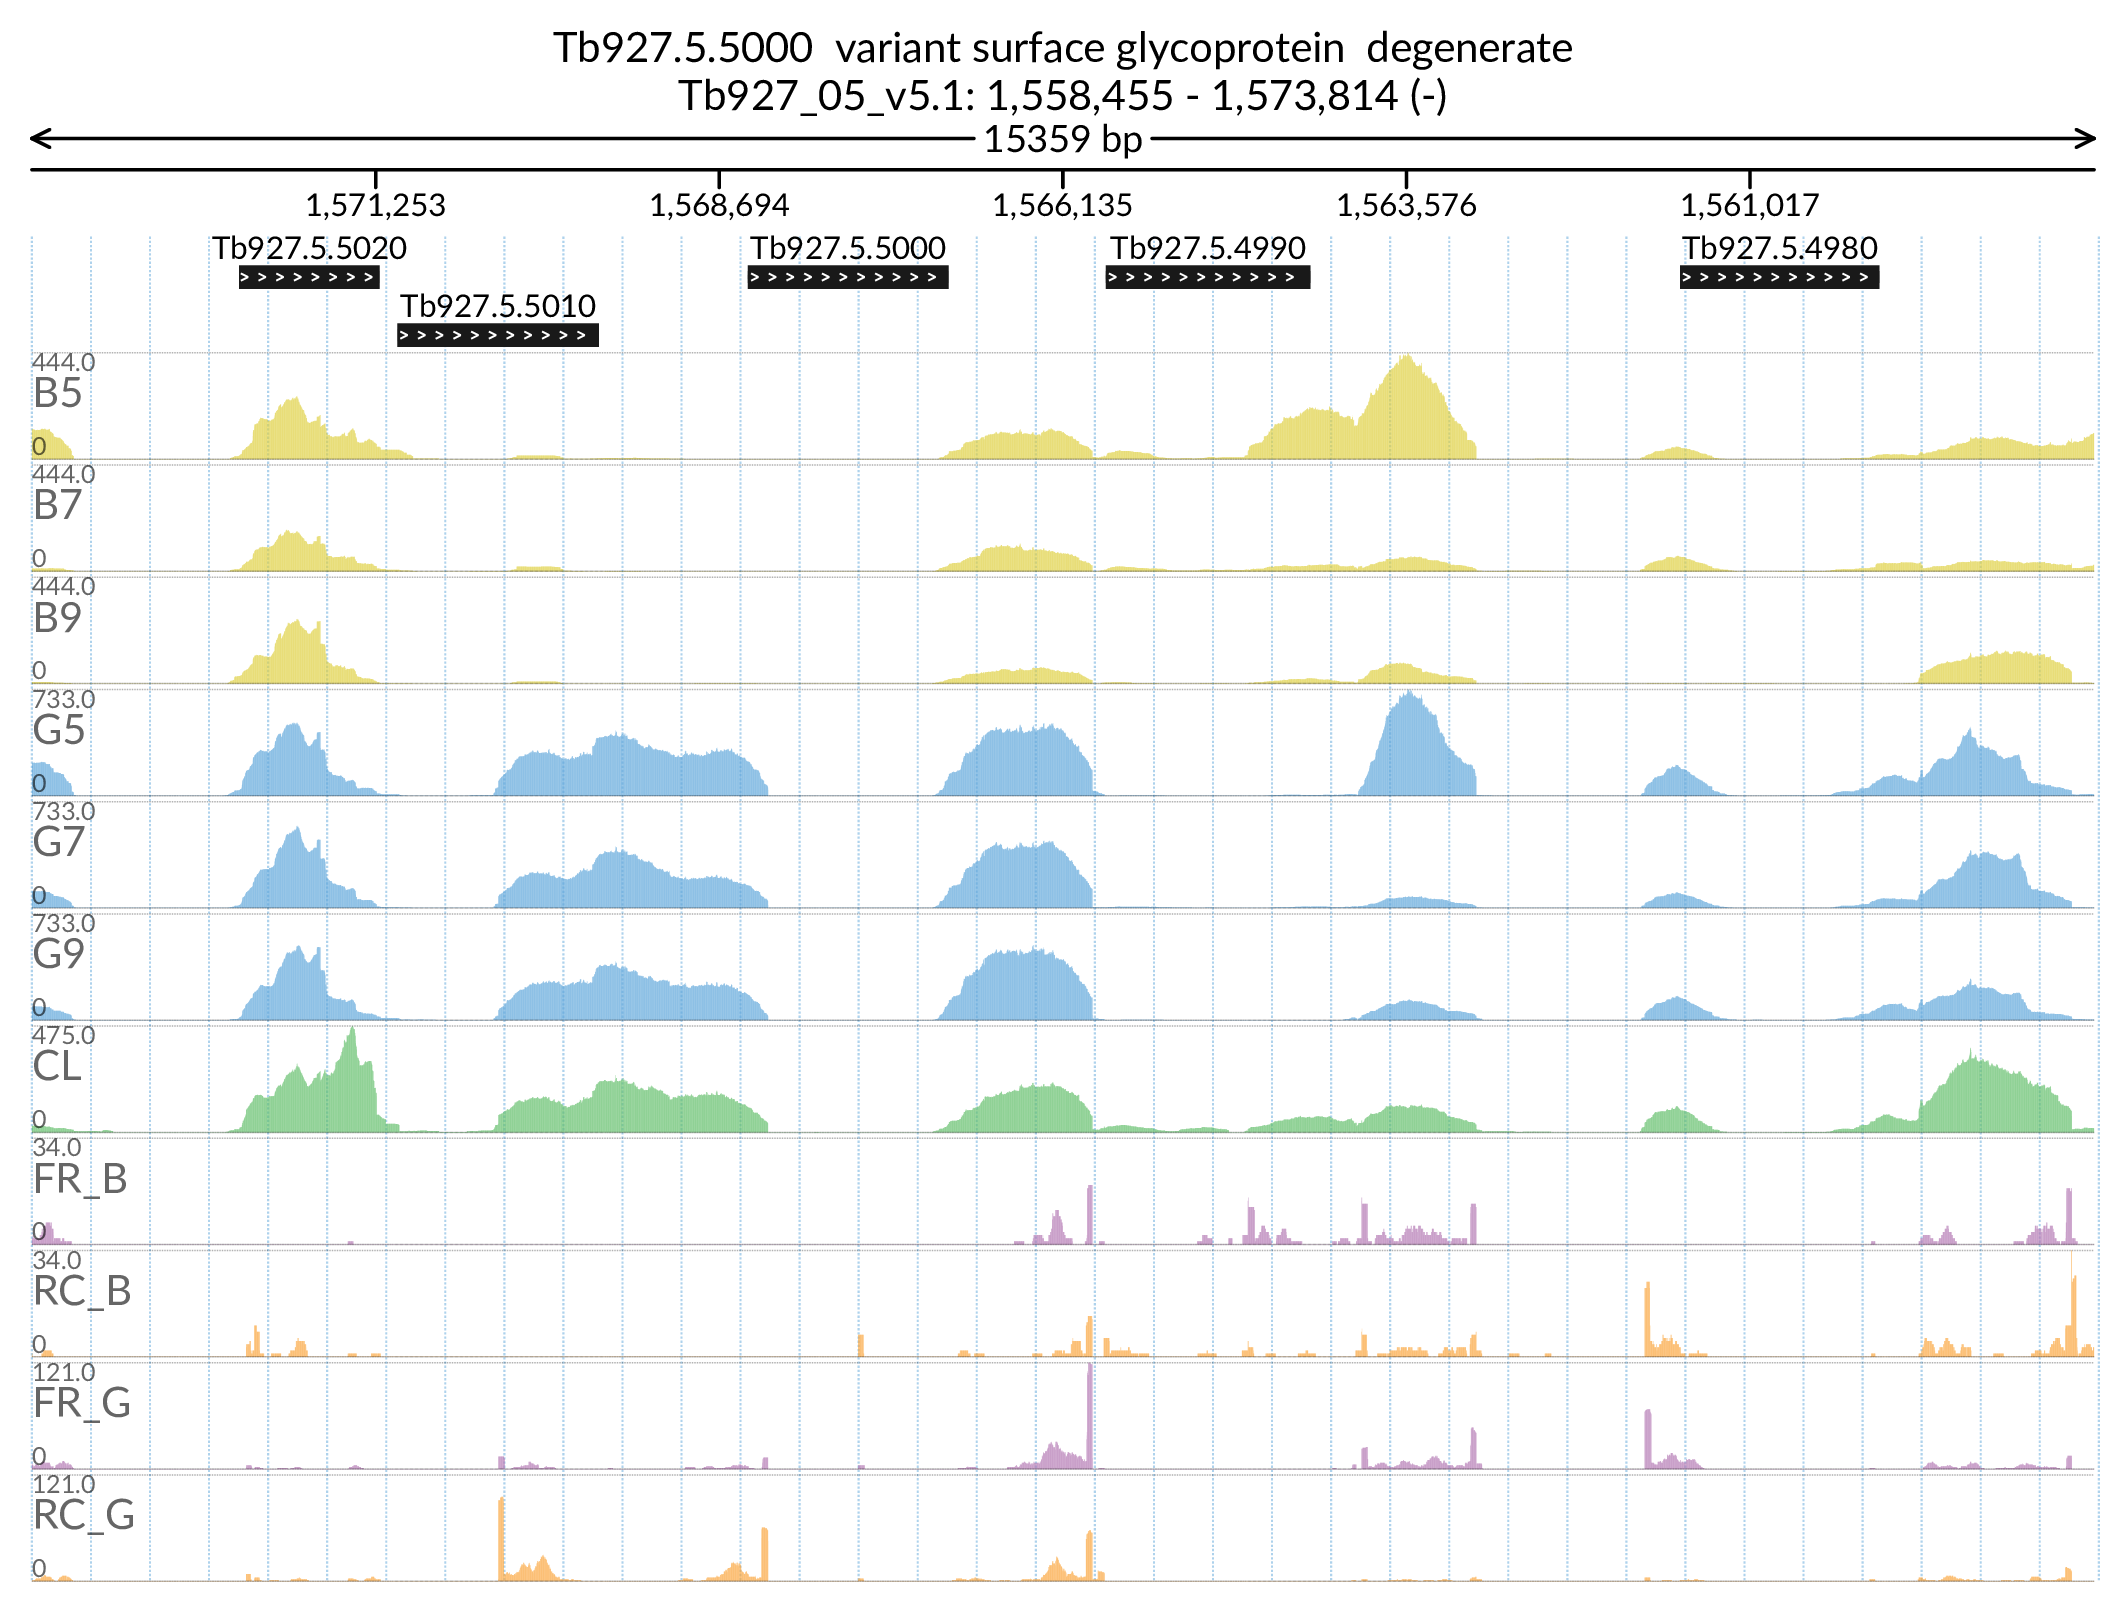 Tb927.5.5000  variant surface glycoprotein  degenerate
Tb927_05_v5.1: 1,558,455 - 1,573,814 (-)
15359 bp
1,571,253 1,568,694 1,566,135 1,563,576 1,561,017
Tb927.5.5020 Tb927.5.5000 Tb927.5.4990 Tb927.5.4980
Tb927.5.5010
444.0
B5
0
444.0
B7
0
444.0
B9
0
733.0
G5
0
733.0
G7
0
733.0
G9
0
475.0
CL
0
34.0
FR_B
0
34.0
RC_B
0
121.0
FR_G
0
121.0
RC_G
0